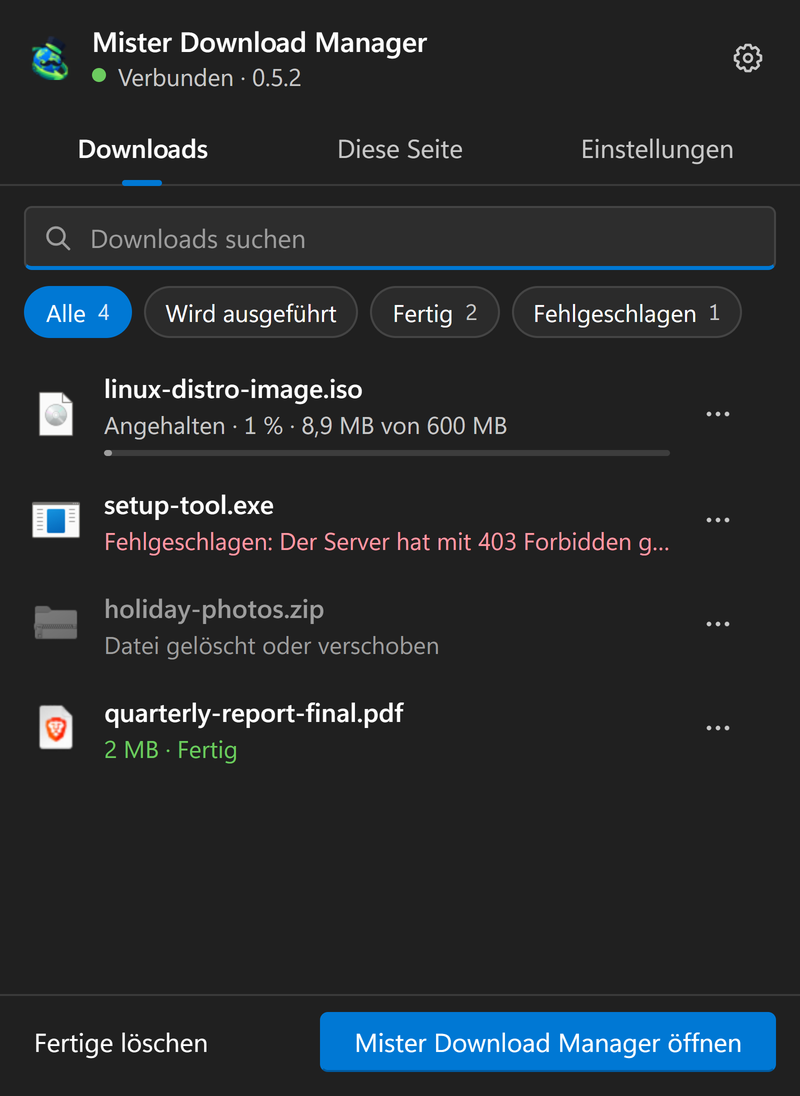 Mister Download Manager
Verbunden · 0.5.2
Downloads
Diese Seite
Einstellungen
Downloads suchen
Alle 4
Wird ausgeführt
Fertig 2
Fehlgeschlagen 1
linux-distro-image.iso
Angehalten · 1 % · 8,9 MB von 600 MB
setup-tool.exe
Fehlgeschlagen: Der Server hat mit 403 Forbidden g...
holiday-photos.zip
Datei gelöscht oder verschoben
quarterly-report-final.pdf
2 MB · Fertig
Fertige löschen
Mister Download Manager öffnen